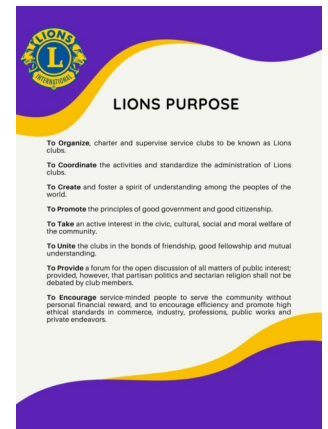 LIONS
L
INTERNATIONAL
LIONS PURPOSE
To Organize, charter and supervise service clubs to be known as Lions
clubs.
To Coordinate the activities and standardize the administration of Lions
clubs.
To Create and foster a spirit of understanding among the peoples of the
world.
To Promote the principles of good government and good citizenship.
To Take an active interest in the civic, cultural, social and moral welfare of
the community.
To Unite the clubs in the bonds of friendship, good fellowship and mutual
understanding.
To Provide a forum for the open discussion of all matters of public interest;
provided, however, that partisan politics and sectarian religion shall not be
debated by club members.
To Encourage service-minded people to serve the community without
personal financial reward, and to encourage efficiency and promote high
ethical standards in commerce, industry, professions, public works and
private endeavors.